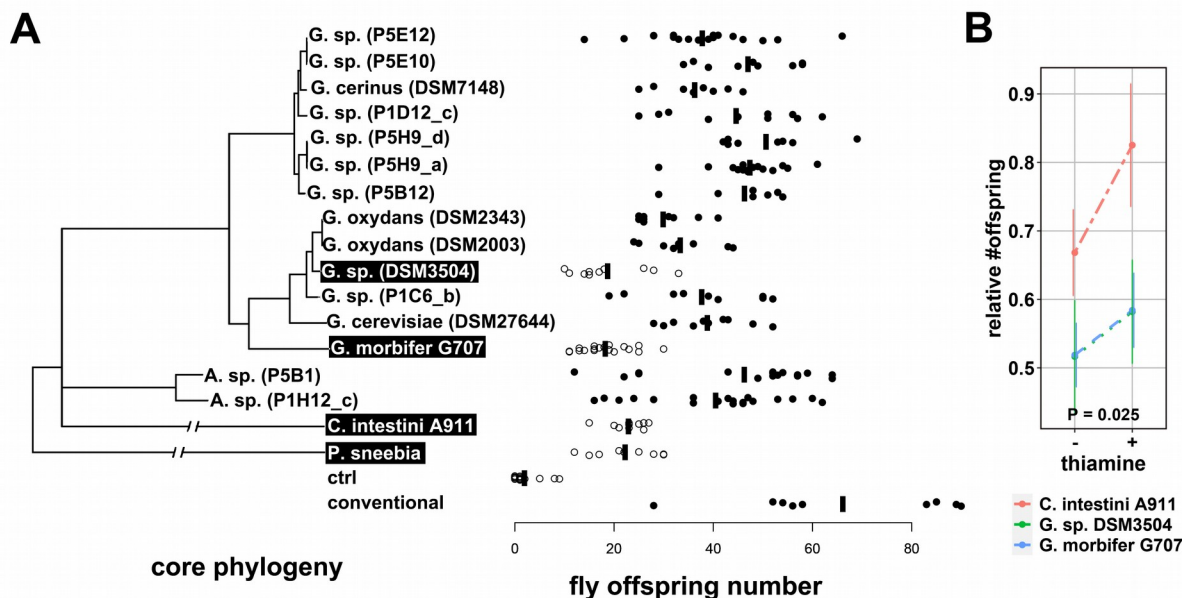 A
G. sp. (P5E12)
G. sp. (P5E10)
G. cerinus (DSM7148)
G. sp. (P1D12_c)
G. sp. (P5H9_d)
G. sp. (P5H9_a)
G. sp. (P5B12)
G. oxydans (DSM2343)
G. oxydans (DSM2003)
G. sp. (DSM3504)
G. sp. (P1C6_b)
G. cerevisiae (DSM27644)
G. morbifer G707
A. sp. (P5B1)
A. sp. (P1H12_c)
C. intestini A911
P. sneebia
ctrl
conventional
0 20 40 60 80
core phylogeny
fly offspring number
B
relative #offspring
0.9
0.8
0.7
0.6
0.5
P = 0.025
- +
thiamine
C. intestini A911
G. sp. DSM3504
G. morbifer G707